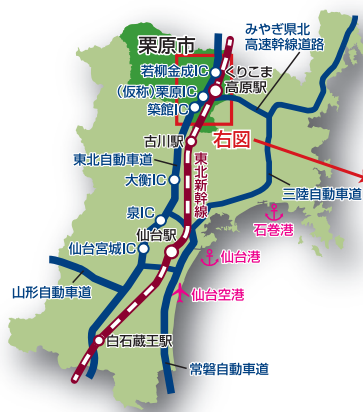 みやぎ県北
高速幹線道路
栗原市
若柳金成IC
くりこま
高原駅
(仮称)栗原IC
築館IC
古川駅
右図
東北自動車道
東北新幹線
大衡IC
三陸自動車道
石巻港
泉IC
仙台駅
仙台宮城IC
仙台港
山形自動車道
仙台空港
白石蔵王駅
常磐自動車道